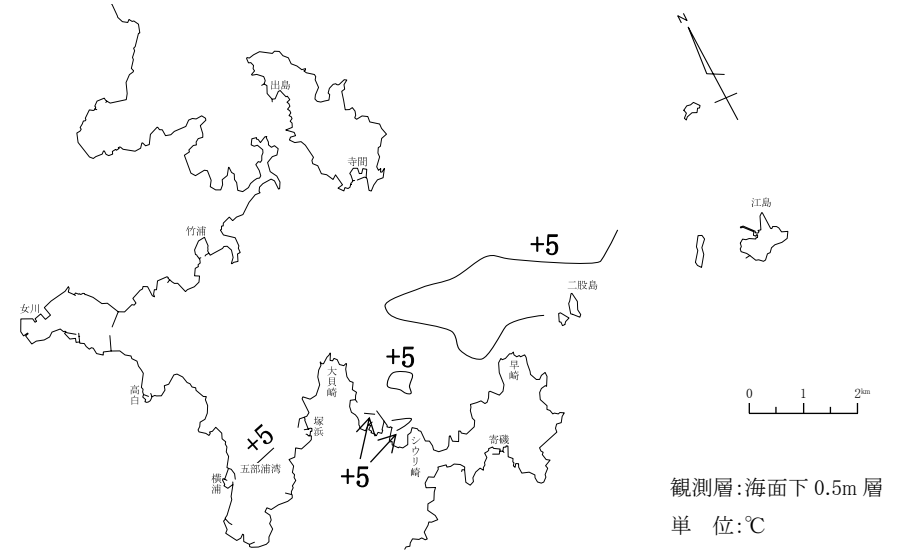 N
出島
寺間
江島
竹浦
+5
二股島
女川
+5
大貝崎
早崎
高白
0 1 2km
塚浜
+5
シウリ崎
寄磯
五部浦湾
横浦
+5
観測層:海面下 0.5m 層
単 位:℃